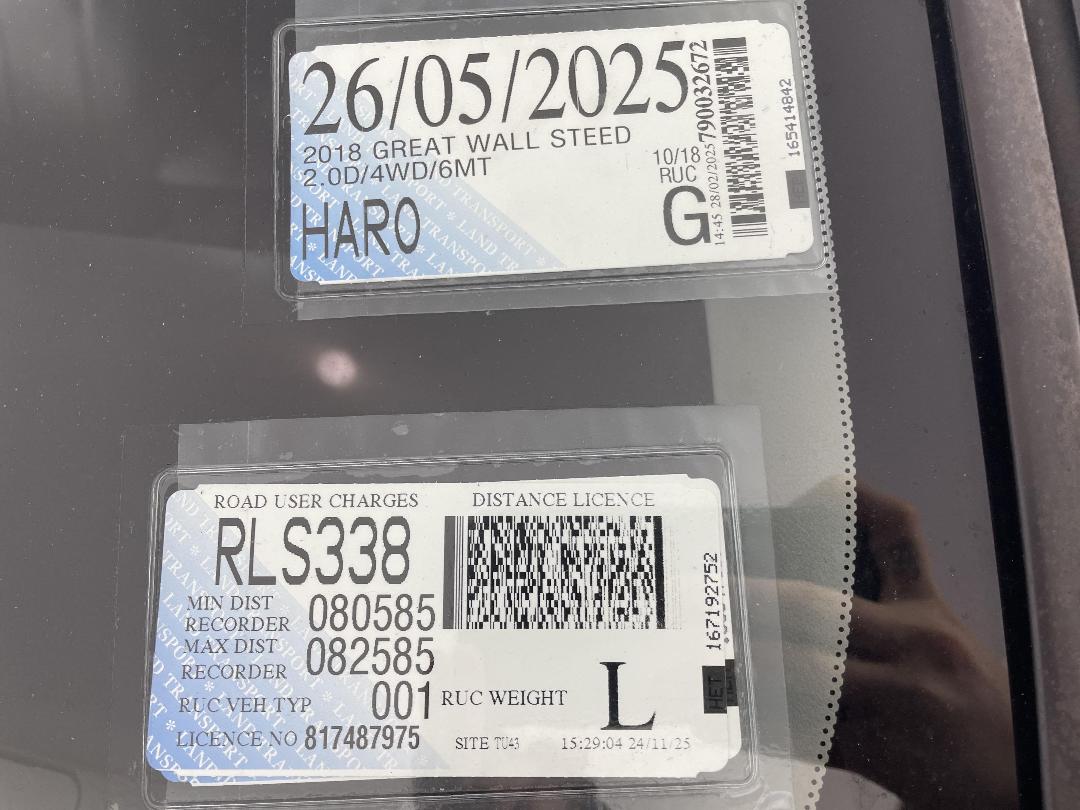 26/05/2025
2018 GREAT WALL STEED
2.0D/4WD/6MT
10/18
RUC
HARO
G
14:45 28/02/2025 790032672
165414842
ROAD USER CHARGES
DISTANCE LICENCE
RLS338
MIN DIST
RECORDER 080585
MAX DIST
RECORDER 082585
RUC VEH TYP 001
RUC WEIGHT L
LICENCE NO 817487975
SITE TU43 15:29:04 24/11/25
167192752
HET